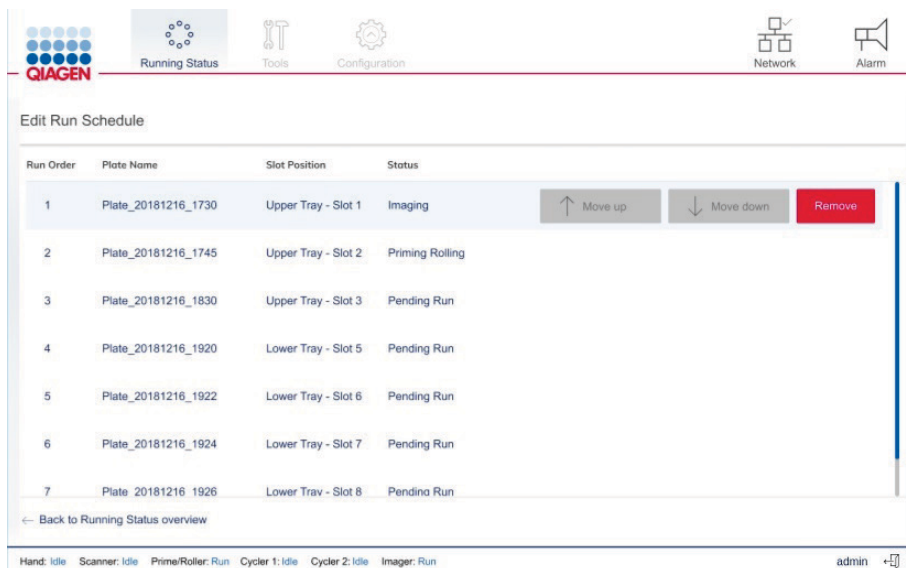 QIAGEN
Running Status Tools Configuration Network Alarm
Edit Run Schedule
Run Order Plate Name Slot Position Status
1 Plate_20181216_1730 Upper Tray - Slot 1 Imaging Move up Move down Remove
2 Plate_20181216_1745 Upper Tray - Slot 2 Priming Rolling
3 Plate_20181216_1830 Upper Tray - Slot 3 Pending Run
4 Plate_20181216_1920 Lower Tray - Slot 5 Pending Run
5 Plate_20181216_1922 Lower Tray - Slot 6 Pending Run
6 Plate_20181216_1924 Lower Tray - Slot 7 Pending Run
7 Plate_20181216_1926 Lower Tray - Slot 8 Pending Run
← Back to Running Status overview
Hand: Idle Scanner: Idle Prime/Roller: Run Cycler 1: Idle Cycler 2: Idle Imager: Run admin